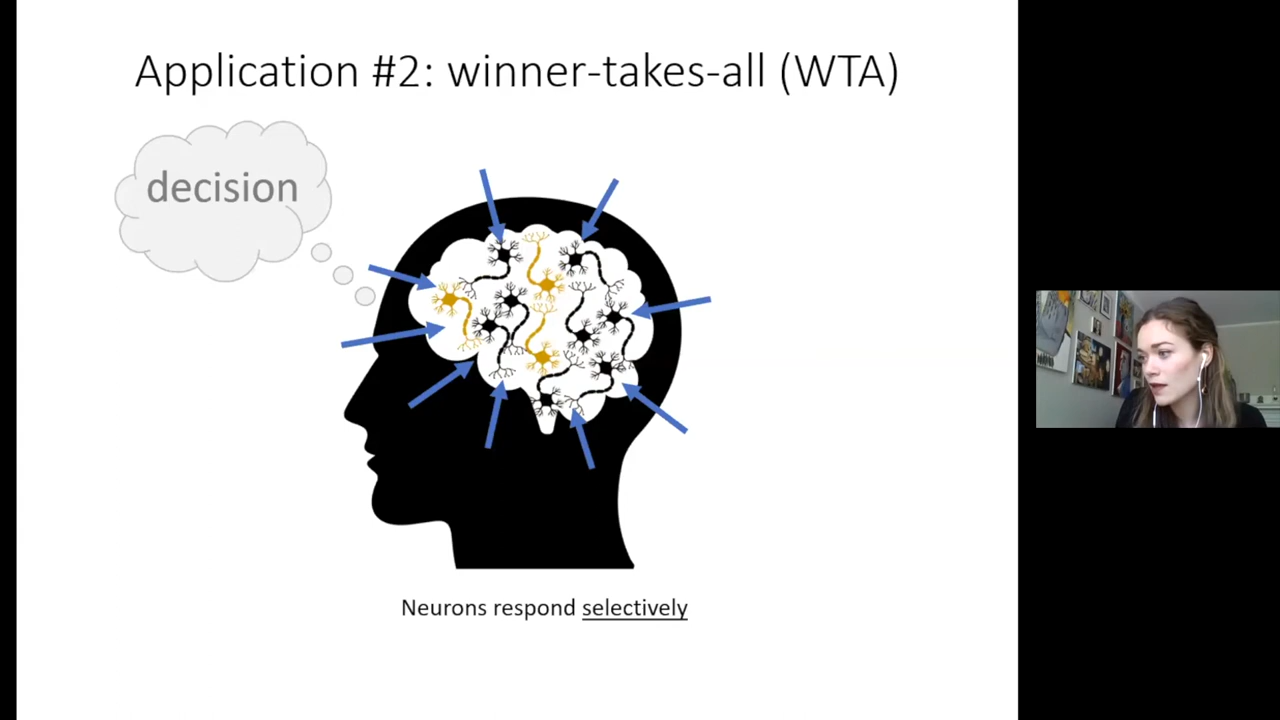 Application #2: winner-takes-all (WTA)
decision
Neurons respond selectively